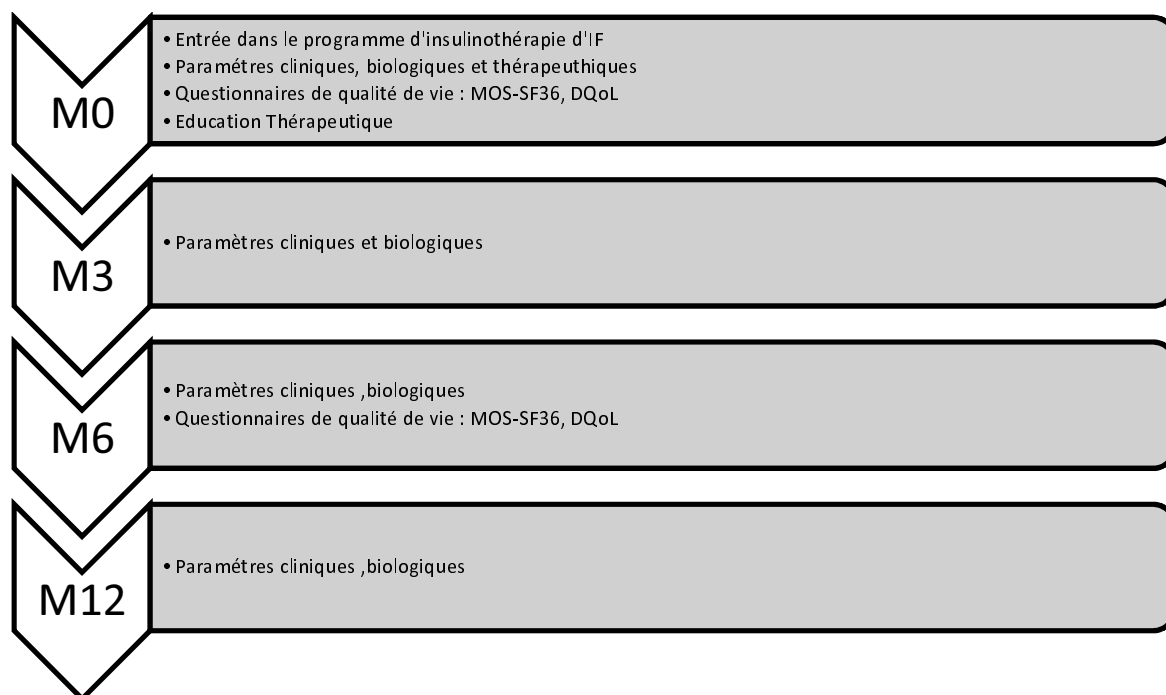 M0
• Entrée dans le programme d'insulinothérapie d'IF
• Paramétres cliniques, biologiques et thérapeuthiques
• Questionnaires de qualité de vie : MOS-SF36, DQoL
• Education Thérapeutique
M3
• Paramètres cliniques et biologiques
M6
• Paramètres cliniques ,biologiques
• Questionnaires de qualité de vie : MOS-SF36, DQoL
M12
• Paramétres cliniques ,biologiques